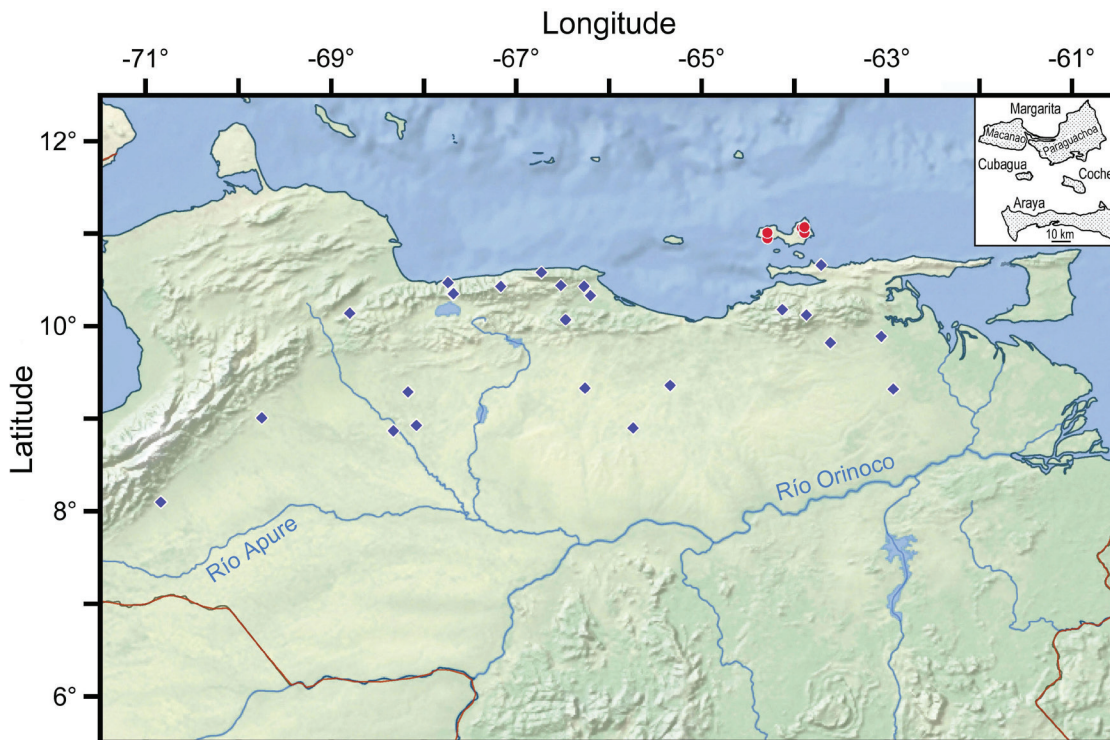 Longitude
-71° -69° -67° -65° -63° -61°
Latitude
12°
10°
8°
6°
Margarita
Macanao
Paraguachoa
Cubagua
Coche
Araya
10 km
Río Orinoco
Río Apure